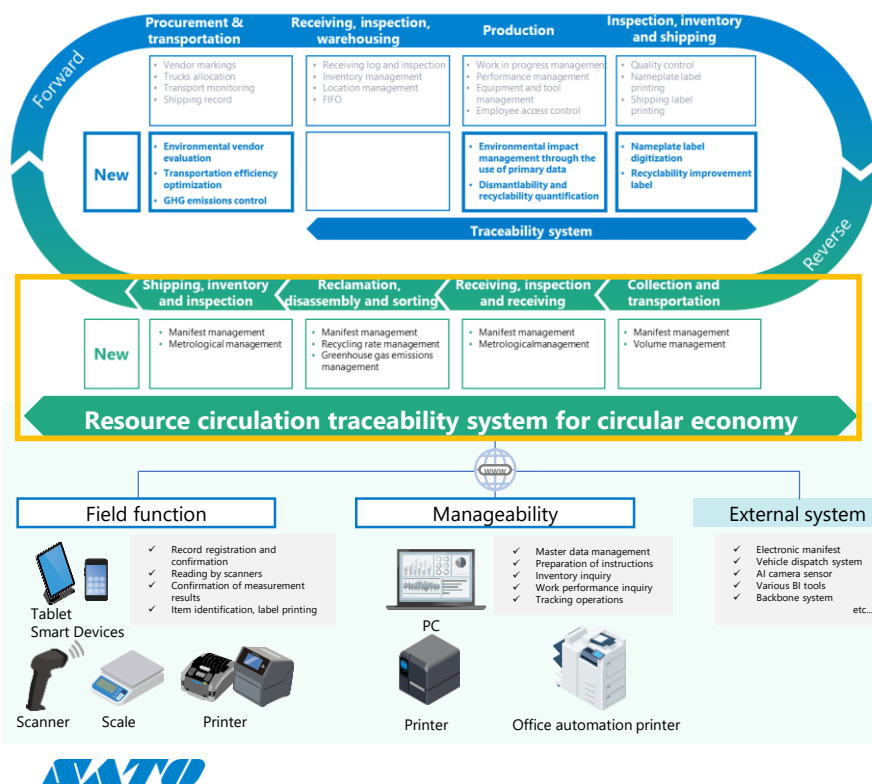 Procurement &
transportation
Receiving, inspection,
warehousing
Production
Inspection, inventory
and shipping
Forward
• Vendor markings
• Trucks allocation
• Transport monitoring
• Shipping record
• Receiving log and inspection
• Inventory management
• Location management
• FIFO
• Work in progress management
• Performance management
• Equipment and tool
management
• Employee access control
• Quality control
• Nameplate label
printing
• Shipping label
printing
New
• Environmental vendor
evaluation
• Transportation efficiency
optimization
• GHG emissions control
• Environmental impact
management through the
use of primary data
• Dismantlability and
recyclability quantification
• Nameplate label
digitization
• Recyclability improvement
label
Traceability system
Reverse
Shipping, inventory
and inspection
Reclamation,
disassembly and sorting
Receiving, inspection
and receiving
Collection and
transportation
New
• Manifest management
• Metrological management
• Manifest management
• Recycling rate management
• Greenhouse gas emissions
management
• Manifest management
• Metrologicalmanagement
• Manifest management
• Volume management
Resource circulation traceability system for circular economy
www
Field function
Manageability
External system
✓ Record registration and
confirmation
✓ Reading by scanners
✓ Confirmation of measurement
results
✓ Item identification, label printing
Tablet
Smart Devices
Scanner
Scale
Printer
✓ Master data management
✓ Preparation of instructions
✓ Inventory inquiry
✓ Work performance inquiry
✓ Tracking operations
PC
Printer
Office automation printer
✓ Electronic manifest
✓ Vehicle dispatch system
✓ AI camera sensor
✓ Various BI tools
✓ Backbone system
etc...
SATO